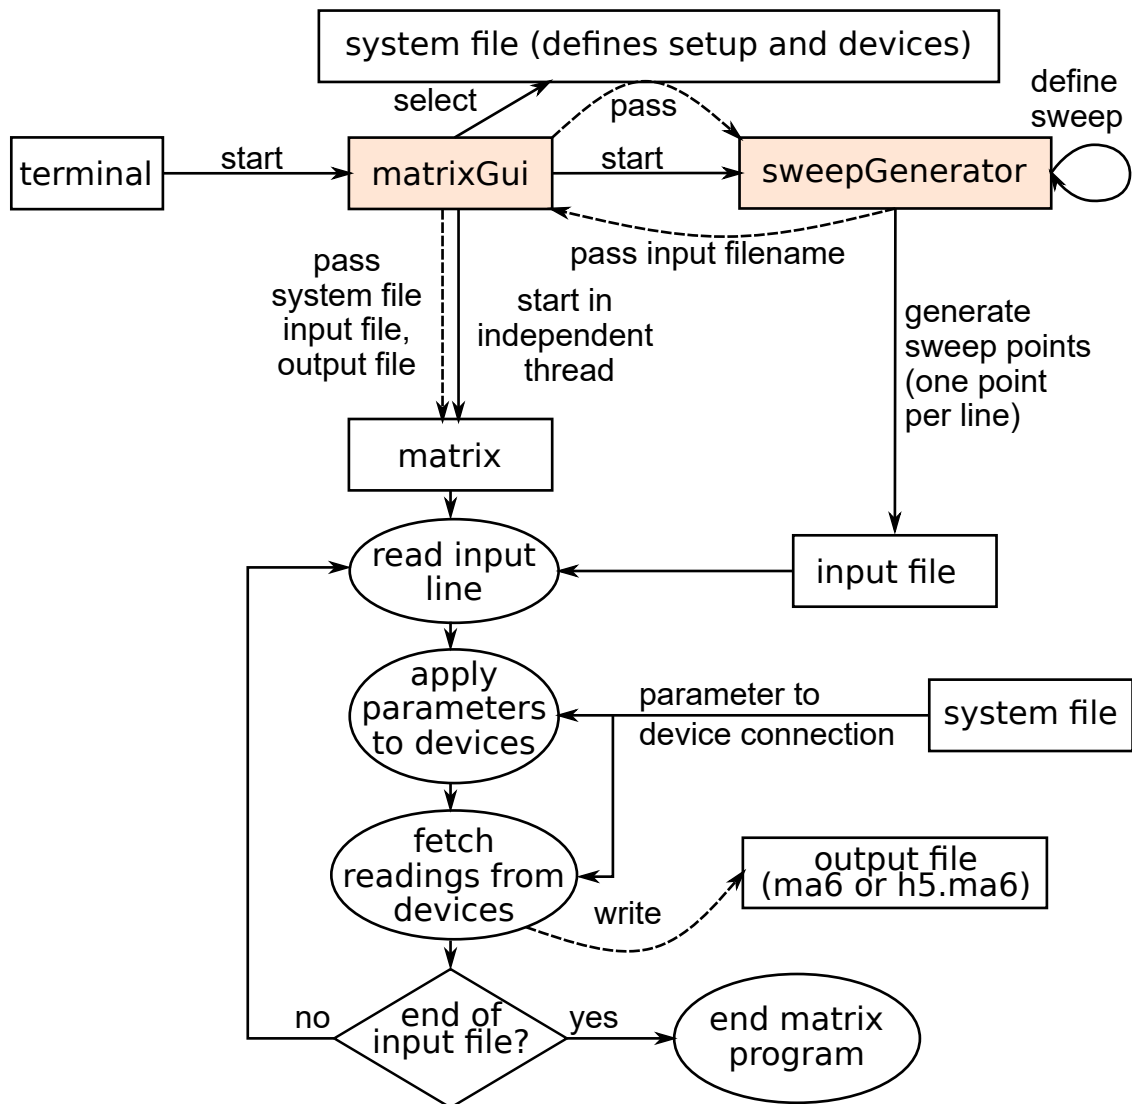 system file (defines setup and devices)
define
sweep
select
pass
terminal
start
matrixGui
start
sweepGenerator
pass input filename
pass
system file
input file,
output file
start in
independent
thread
generate
sweep points
(one point
per line)
matrix
read input
line
input file
apply
parameters
to devices
parameter to
device connection
system file
fetch
readings from
devices
write
output file
(ma6 or h5.ma6)
no
end of
input file?
yes
end matrix
program